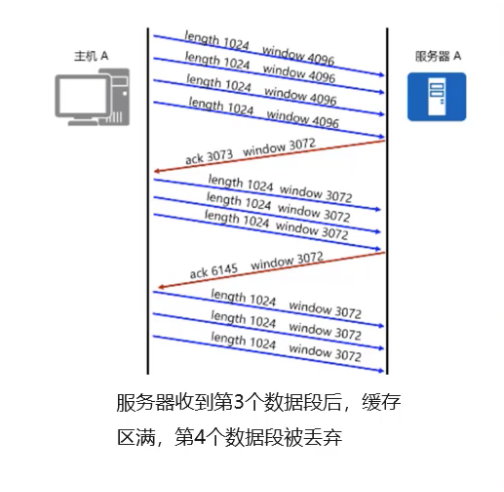 主机 A
服务器 A
length 1024 window 4096
length 1024 window 4096
length 1024 window 4096
length 1024 window 4096
ack 3073 window 3072
length 1024 window 3072
length 1024 window 3072
length 1024 window 3072
ack 6145 window 3072
length 1024 window 3072
length 1024 window 3072
length 1024 window 3072
服务器收到第3个数据段后，缓存
区满，第4个数据段被丢弃